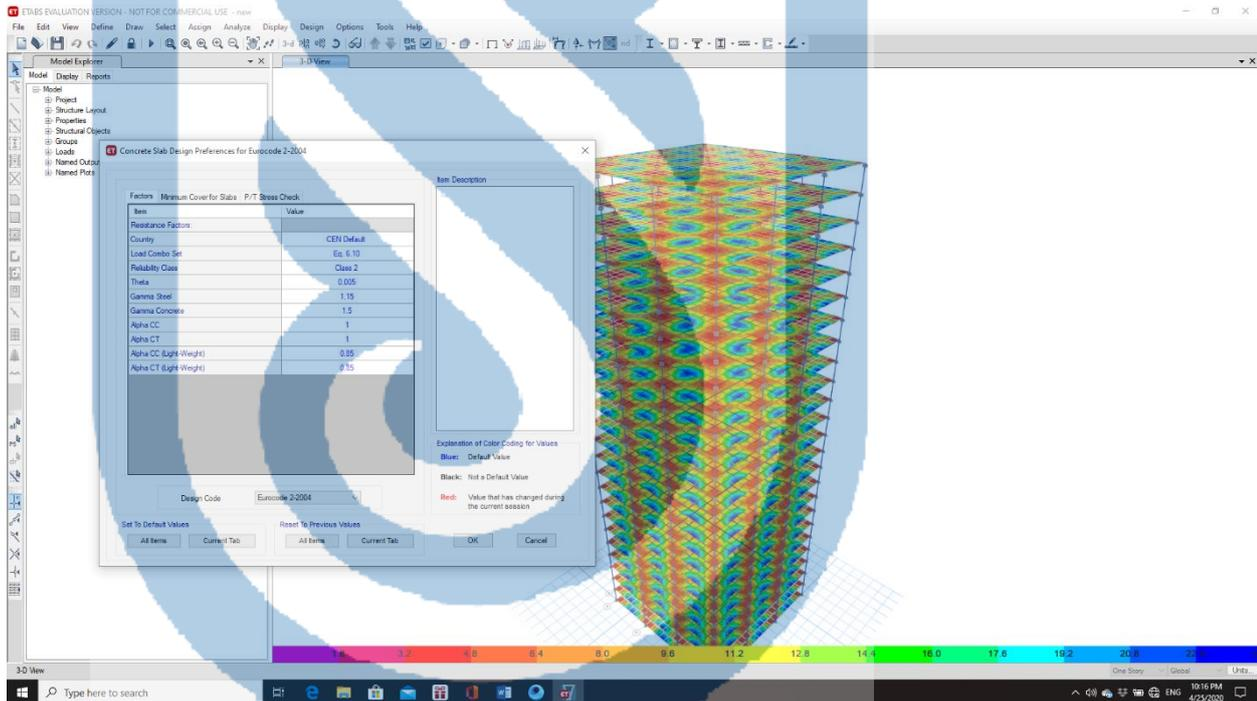 ETABS EVALUATION VERSION - NOT FOR COMMERCIAL USE - new
File Edit View Define Draw Select Assign Analyze Display Design Options Tools Help
Model Explorer
3-D View
Model Display Reports
Model
Project
Structure Layout
Properties
Structural Objects
Groups
Loads
Named Output
Named Plots
Concrete Slab Design Preferences for Eurocode 2-2004
Factors Minimum Cover for Slabs P/T Stress Check
Item Value
Resistance Factors:
Country CEN Default
Load Combo Set Eq. 6.10
Reliability Class Class 2
Theta 0.005
Gamma Steel 1.15
Gamma Concrete 1.5
Alpha CC 1
Alpha CT 1
Alpha CC (Light-Weight) 0.85
Alpha CT (Light-Weight) 0.85
Item Description
Explanation of Color Coding for Values
Blue: Default Value
Black: Not a Default Value
Red: Value that has changed during
the current session
Design Code Eurocode 2-2004
Set To Default Values
All Items Current Tab
Reset To Previous Values
All Items Current Tab
OK Cancel
1.6 3.2 4.8 6.4 8.0 9.6 11.2 12.8 14.4 16.0 17.6 19.2 20.8
3-D View
One Story Global Units...
Type here to search
ENG
10:16 PM
4/25/2020